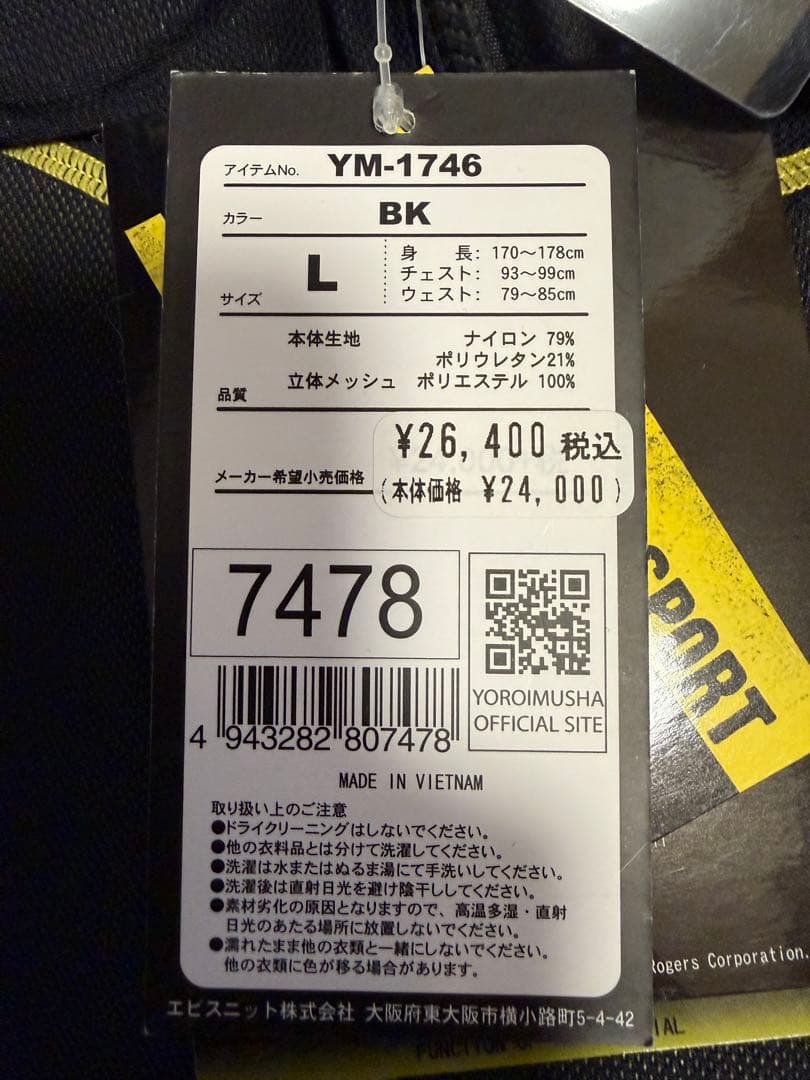 アイテムNo. YM-1746
カラー BK
サイズ L
身 長: 170～178cm
チェスト: 93～99cm
ウェスト: 79～85cm
品質
本体生地 ナイロン 79%
ポリウレタン21%
立体メッシュ ポリエステル 100%
メーカー希望小売価格
¥26,400 税込
(本体価格 ¥24,000)
7478
YOROIMUSHA
OFFICIAL SITE
4 943282 807478
MADE IN VIETNAM
取り扱い上のご注意
●ドライクリーニングはしないでください。
●他の衣料品とは分けて洗濯してください。
●洗濯は水またはぬるま湯にて手洗いしてください。
●洗濯後は直射日光を避け陰干ししてください。
●素材劣化の原因となりますので、高温多湿・直射
日光のあたる場所に放置しないでください。
●濡れたまま他の衣類と一緒にしないでください。
他の衣類に色が移る場合があります。
エビスニット株式会社 大阪府東大阪市横小路町5-4-42
SPORT
Rogers Corporation.